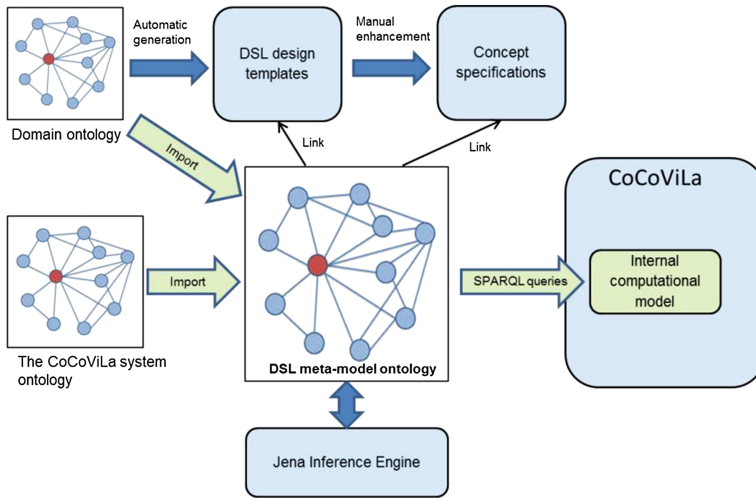 Automatic
generation
Manual
enhancement
DSL design
templates
Concept
specifications
Domain ontology
Import
Link
Link
CoCoViLa
Import
SPARQL queries
Internal
computational
model
The CoCoViLa system
ontology
DSL meta-model ontology
Jena Inference Engine